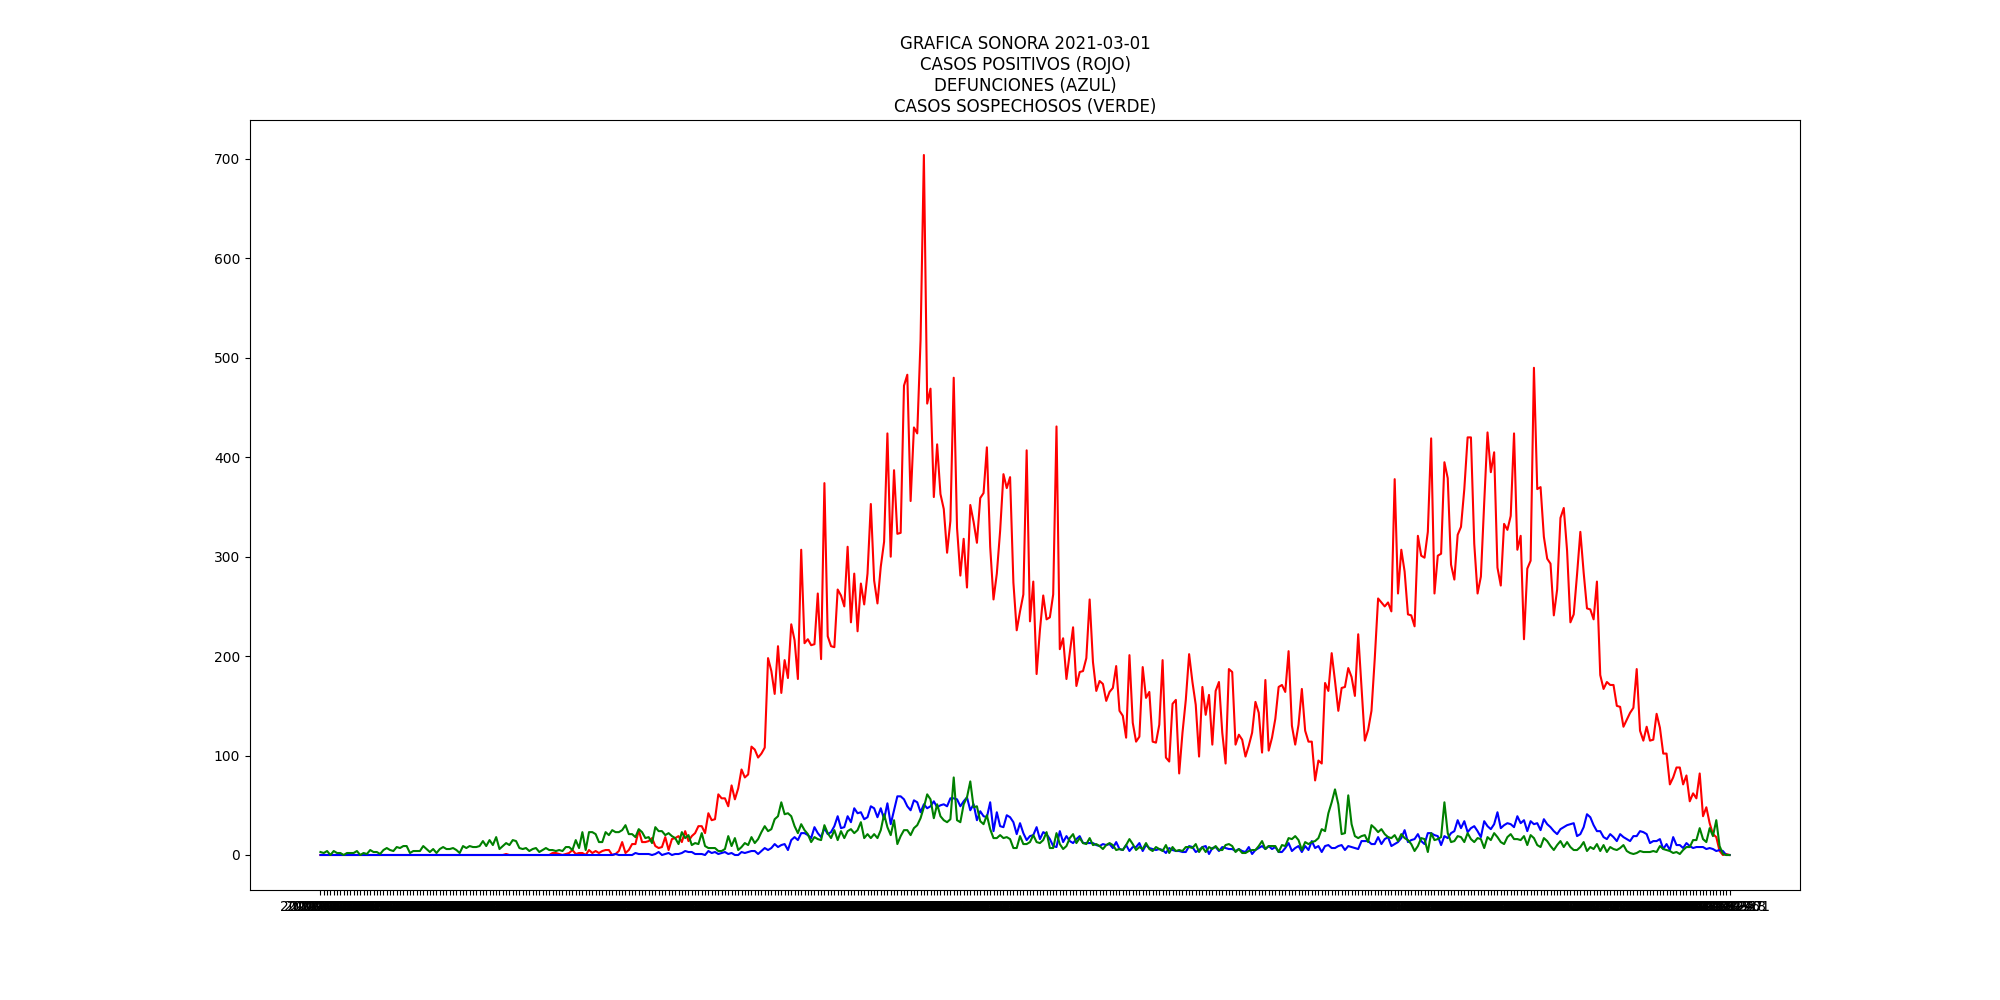 GRAFICA SONORA 2021-03-01
CASOS POSITIVOS (ROJO)
DEFUNCIONES (AZUL)
CASOS SOSPECHOSOS (VERDE)
700
600
500
400
300
200
100
0